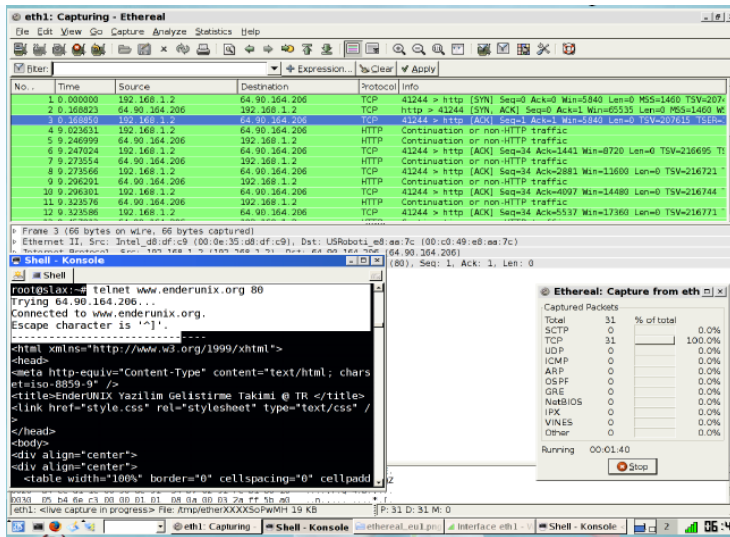 eth1: Capturing - Ethereal
File Edit View Go Capture Analyze Statistics Help
Filter: Expression... Clear Apply
No. . Time Source Destination Protocol Info
1 0.000000 192.168.1.2 64.90.164.206 TCP 41244 > http [SYN] Seq=0 Ack=0 Win=5840 Len=0 MSS=1460
2 0.168823 64.90.164.206 192.168.1.2 TCP http > 41244 [SYN, ACK] Seq=0 Ack=1 Win=65535 Len=0 MSS=1460
3 0.168850 192.168.1.2 64.90.164.206 TCP 41244 > http [ACK] Seq=1 Ack=1 Win=5840 Len=0 TSV=207615
4 9.023631 192.168.1.2 64.90.164.206 HTTP Continuation or non-HTTP traffic
5 9.246999 64.90.164.206 192.168.1.2 HTTP Continuation or non-HTTP traffic
6 9.247024 192.168.1.2 64.90.164.206 TCP 41244 > http [ACK] Seq=34 Ack=1441 Win=8720 Len=0 TSV=216695
7 9.273554 64.90.164.206 192.168.1.2 HTTP Continuation or non-HTTP traffic
8 9.273566 192.168.1.2 64.90.164.206 TCP 41244 > http [ACK] Seq=34 Ack=2881 Win=11600 Len=0 TSV=216721
9 9.296291 64.90.164.206 192.168.1.2 HTTP Continuation or non-HTTP traffic
10 9.296301 192.168.1.2 64.90.164.206 TCP 41244 > http [ACK] Seq=34 Ack=4097 Win=14480 Len=0 TSV=216744
11 9.323576 64.90.164.206 192.168.1.2 HTTP Continuation or non-HTTP traffic
12 9.323586 192.168.1.2 64.90.164.206 TCP 41244 > http [ACK] Seq=34 Ack=5537 Win=17360 Len=0 TSV=216771
Frame 3 (66 bytes on wire, 66 bytes captured)
Ethernet II, Src: Intel_d8:df:c9 (00:0e:35:d8:df:c9), Dst: USRoboti_e8:aa:7c (00:c0:49:e8:aa:7c)
(80), Seq: 1, Ack: 1, Len: 0
Shell - Konsole
Shell
root@slax:~# telnet www.enderunix.org 80
Trying 64.90.164.206...
Connected to www.enderunix.org.
Escape character is '^]'.
--------------------------------
<html xmlns="http://www.w3.org/1999/xhtml">
<head>
<meta http-equiv="Content-Type" content="text/html; chars
et=iso-8859-9" />
<title>EnderUNIX Yazilim Gelistirme Takimi @ TR </title>
<link href="style.css" rel="stylesheet" type="text/css" /
>
</head>
<body>
<div align="center">
<div align="center">
<table width="100%" border="0" cellspacing="0" cellpadd
Ethereal: Capture from eth
Captured Packets
Total 31 % of total
SCTP 0 0.0%
TCP 31 100.0%
UDP 0 0.0%
ICMP 0 0.0%
ARP 0 0.0%
OSPF 0 0.0%
GRE 0 0.0%
NetBIOS 0 0.0%
IPX 0 0.0%
VINES 0 0.0%
Other 0 0.0%
Running 00:01:40
Stop
eth1: <live capture in progress> File: /tmp/etherXXXXSoPwMH 19 KB P: 31 D: 31 M: 0
eth1: Capturing - Shell - Konsole ethereal_eu1.png Interface eth1 - Shell - Konsole 2